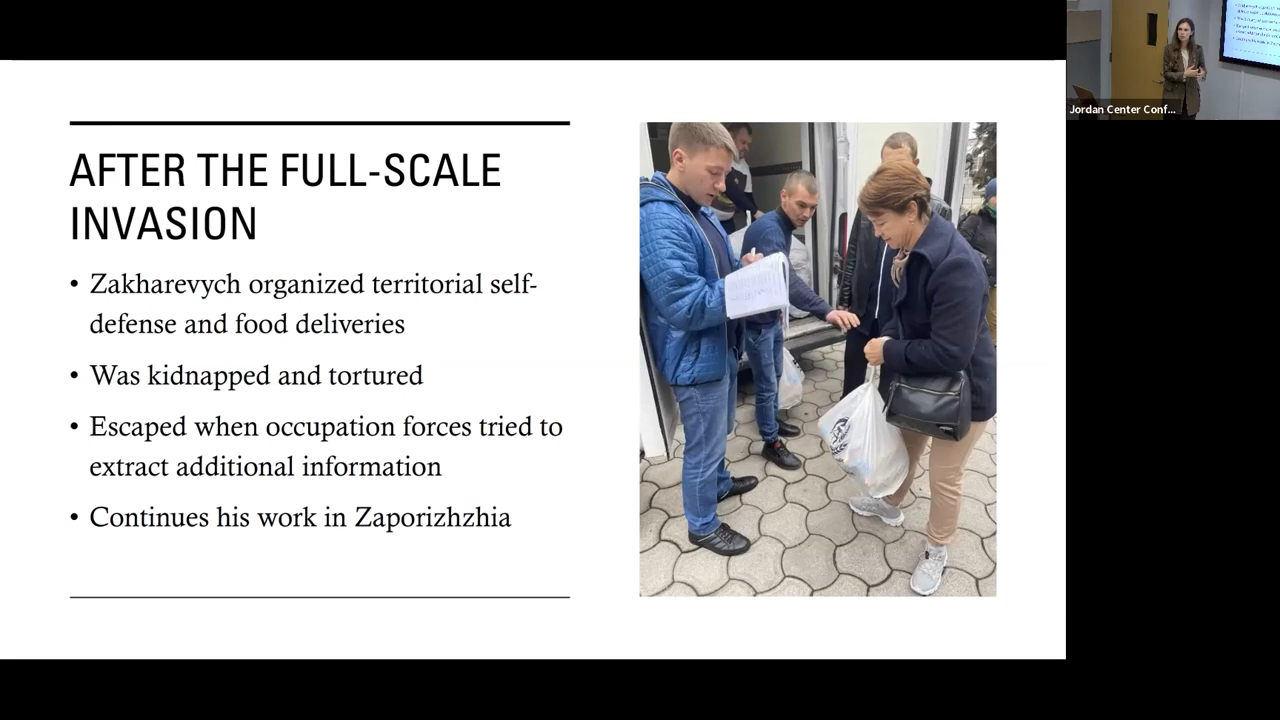 AFTER THE FULL-SCALE
INVASION
• Zakharevych organized territorial self-
defense and food deliveries
• Was kidnapped and tortured
• Escaped when occupation forces tried to
extract additional information
• Continues his work in Zaporizhzhia
Jordan Center Conf...